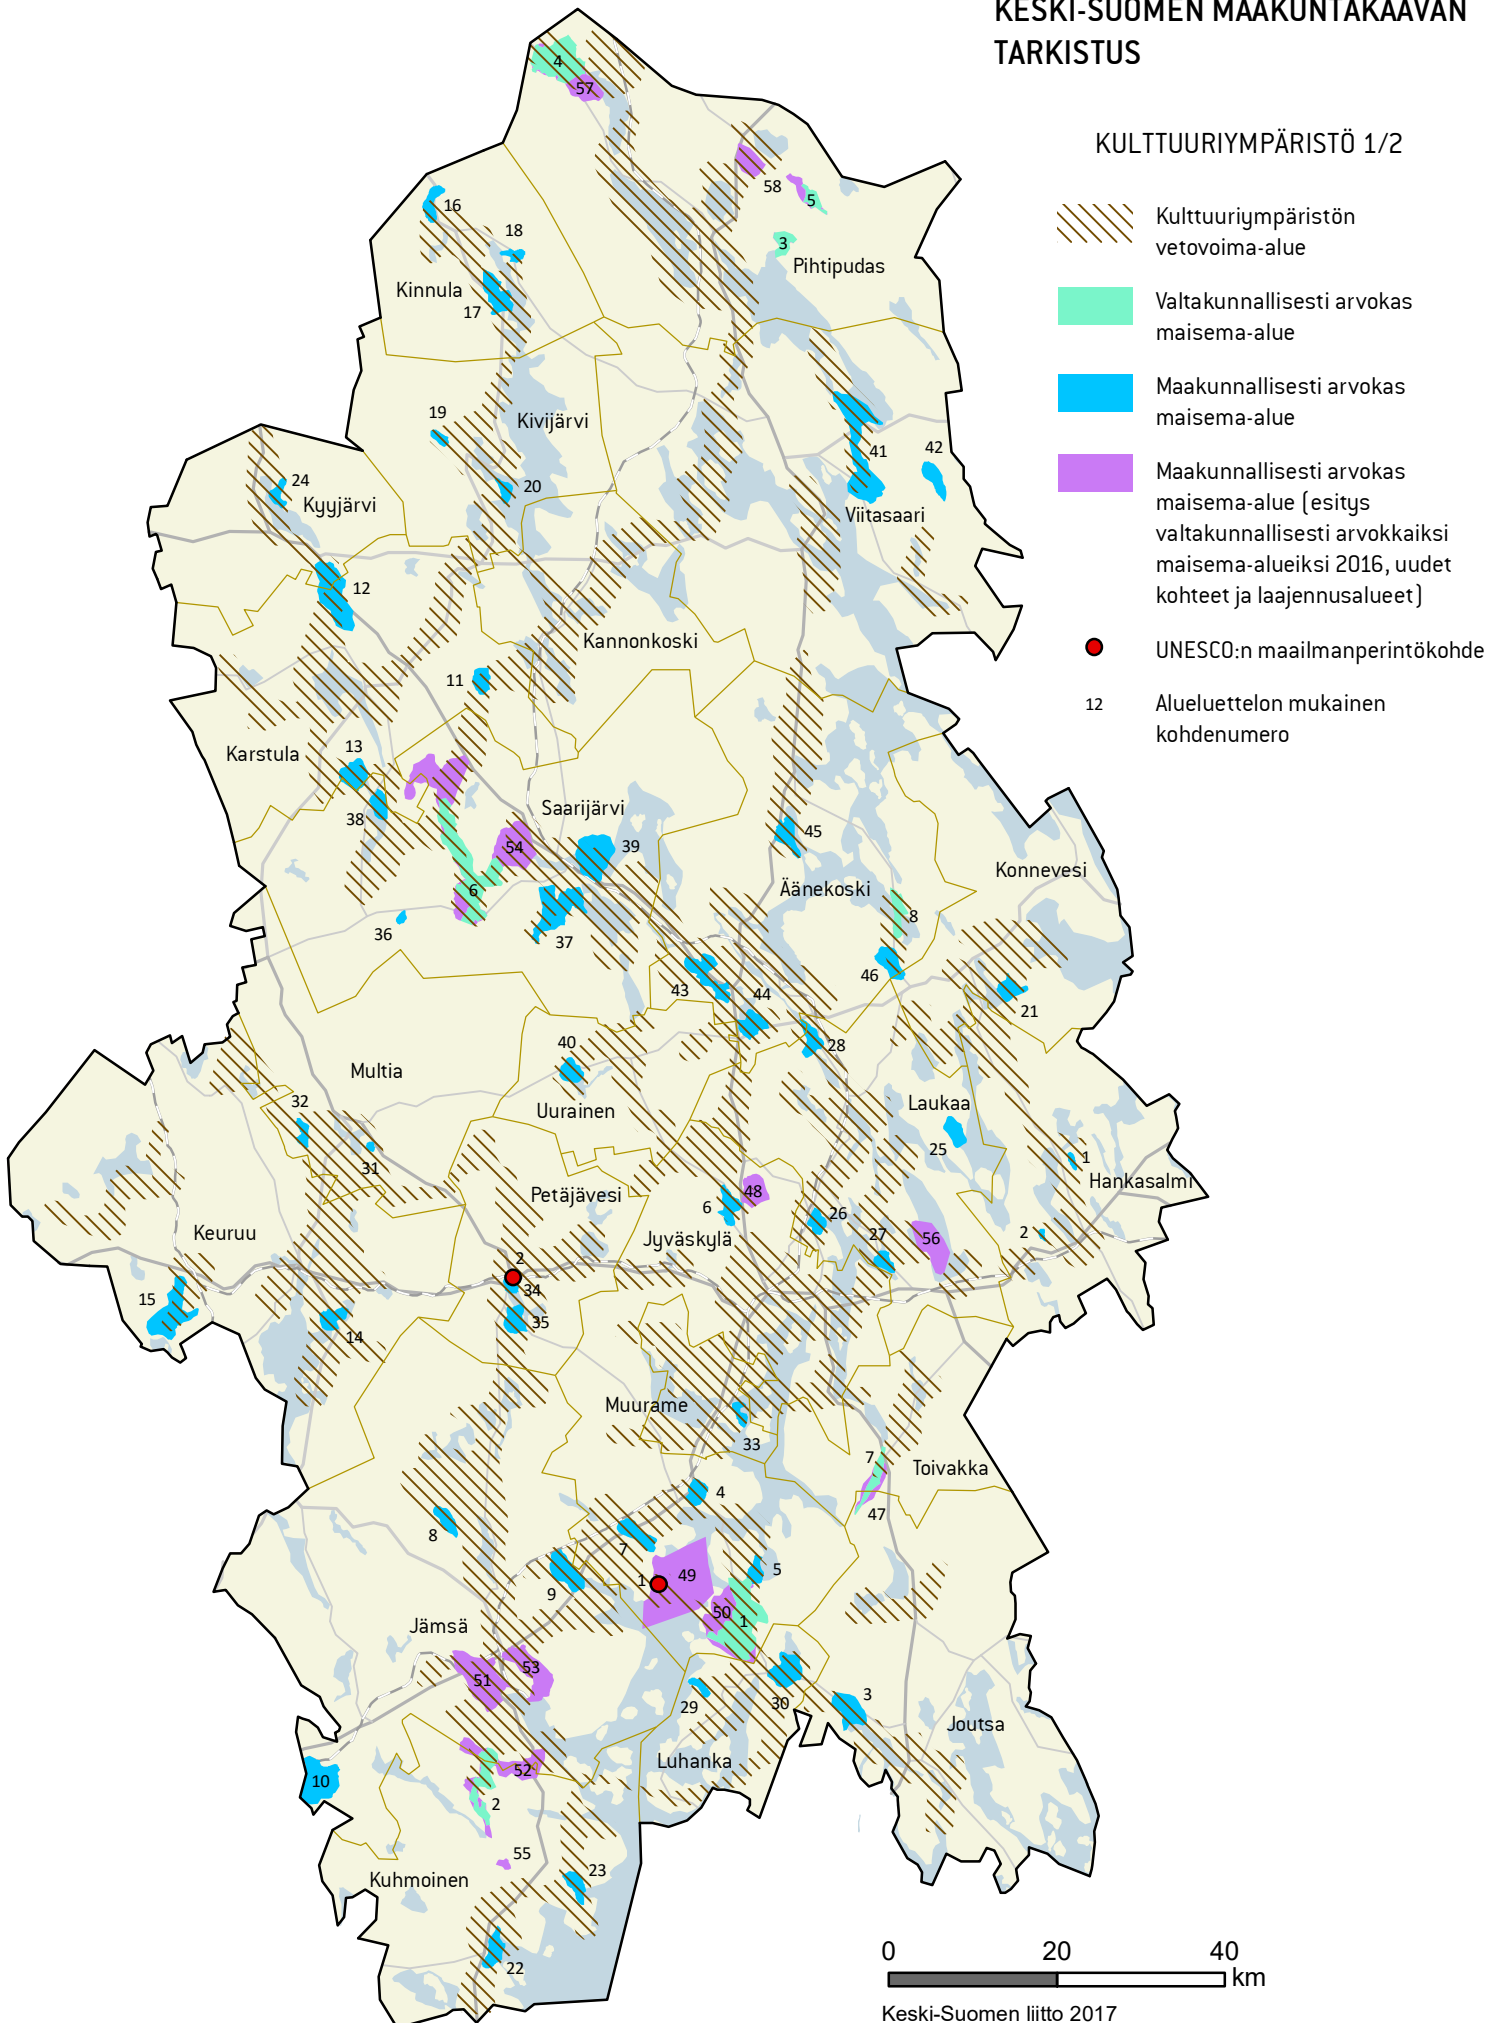 KESKI-SUOMEN MAAKUNTAKAAVAN
TARKISTUS
KULTTUURIYMPÄRISTÖ 1/2
Kulttuuriympäristön
vetovoima-alue
Valtakunnallisesti arvokas
maisema-alue
Maakunnallisesti arvokas
maisema-alue
Maakunnallisesti arvokas
maisema-alue (esitys
valtakunnallisesti arvokkaiksi
maisema-alueiksi 2016, uudet
kohteet ja laajennusalueet)
UNESCO:n maailmanperintökohde
12 Alueluettelon mukainen
kohdenumero
4
57
58
5
16
18
3
Pihtipudas
Kinnula
17
19
Kivijärvi
41
42
24
Kyyjärvi
20
Viitasaari
12
Kannonkoski
11
Karstula
13
Saarijärvi
38
54
39
45
Konnevesi
6
Äänekoski
8
36
37
46
43
44
21
28
40
Multia
Uurainen
32
Laukaa
25
31
1
Hankasalmi
Petäjävesi
48
6
26
Keuruu
Jyväskylä
27
56
2
2
34
15
35
14
Muurame
33
7
Toivakka
4
47
8
7
5
9
1
49
50
1
Jämsä
53
51
29
30
3
Joutsa
Luhanka
52
10
2
55
23
Kuhmoinen
22
0 20 40
km
Keski-Suomen liitto 2017